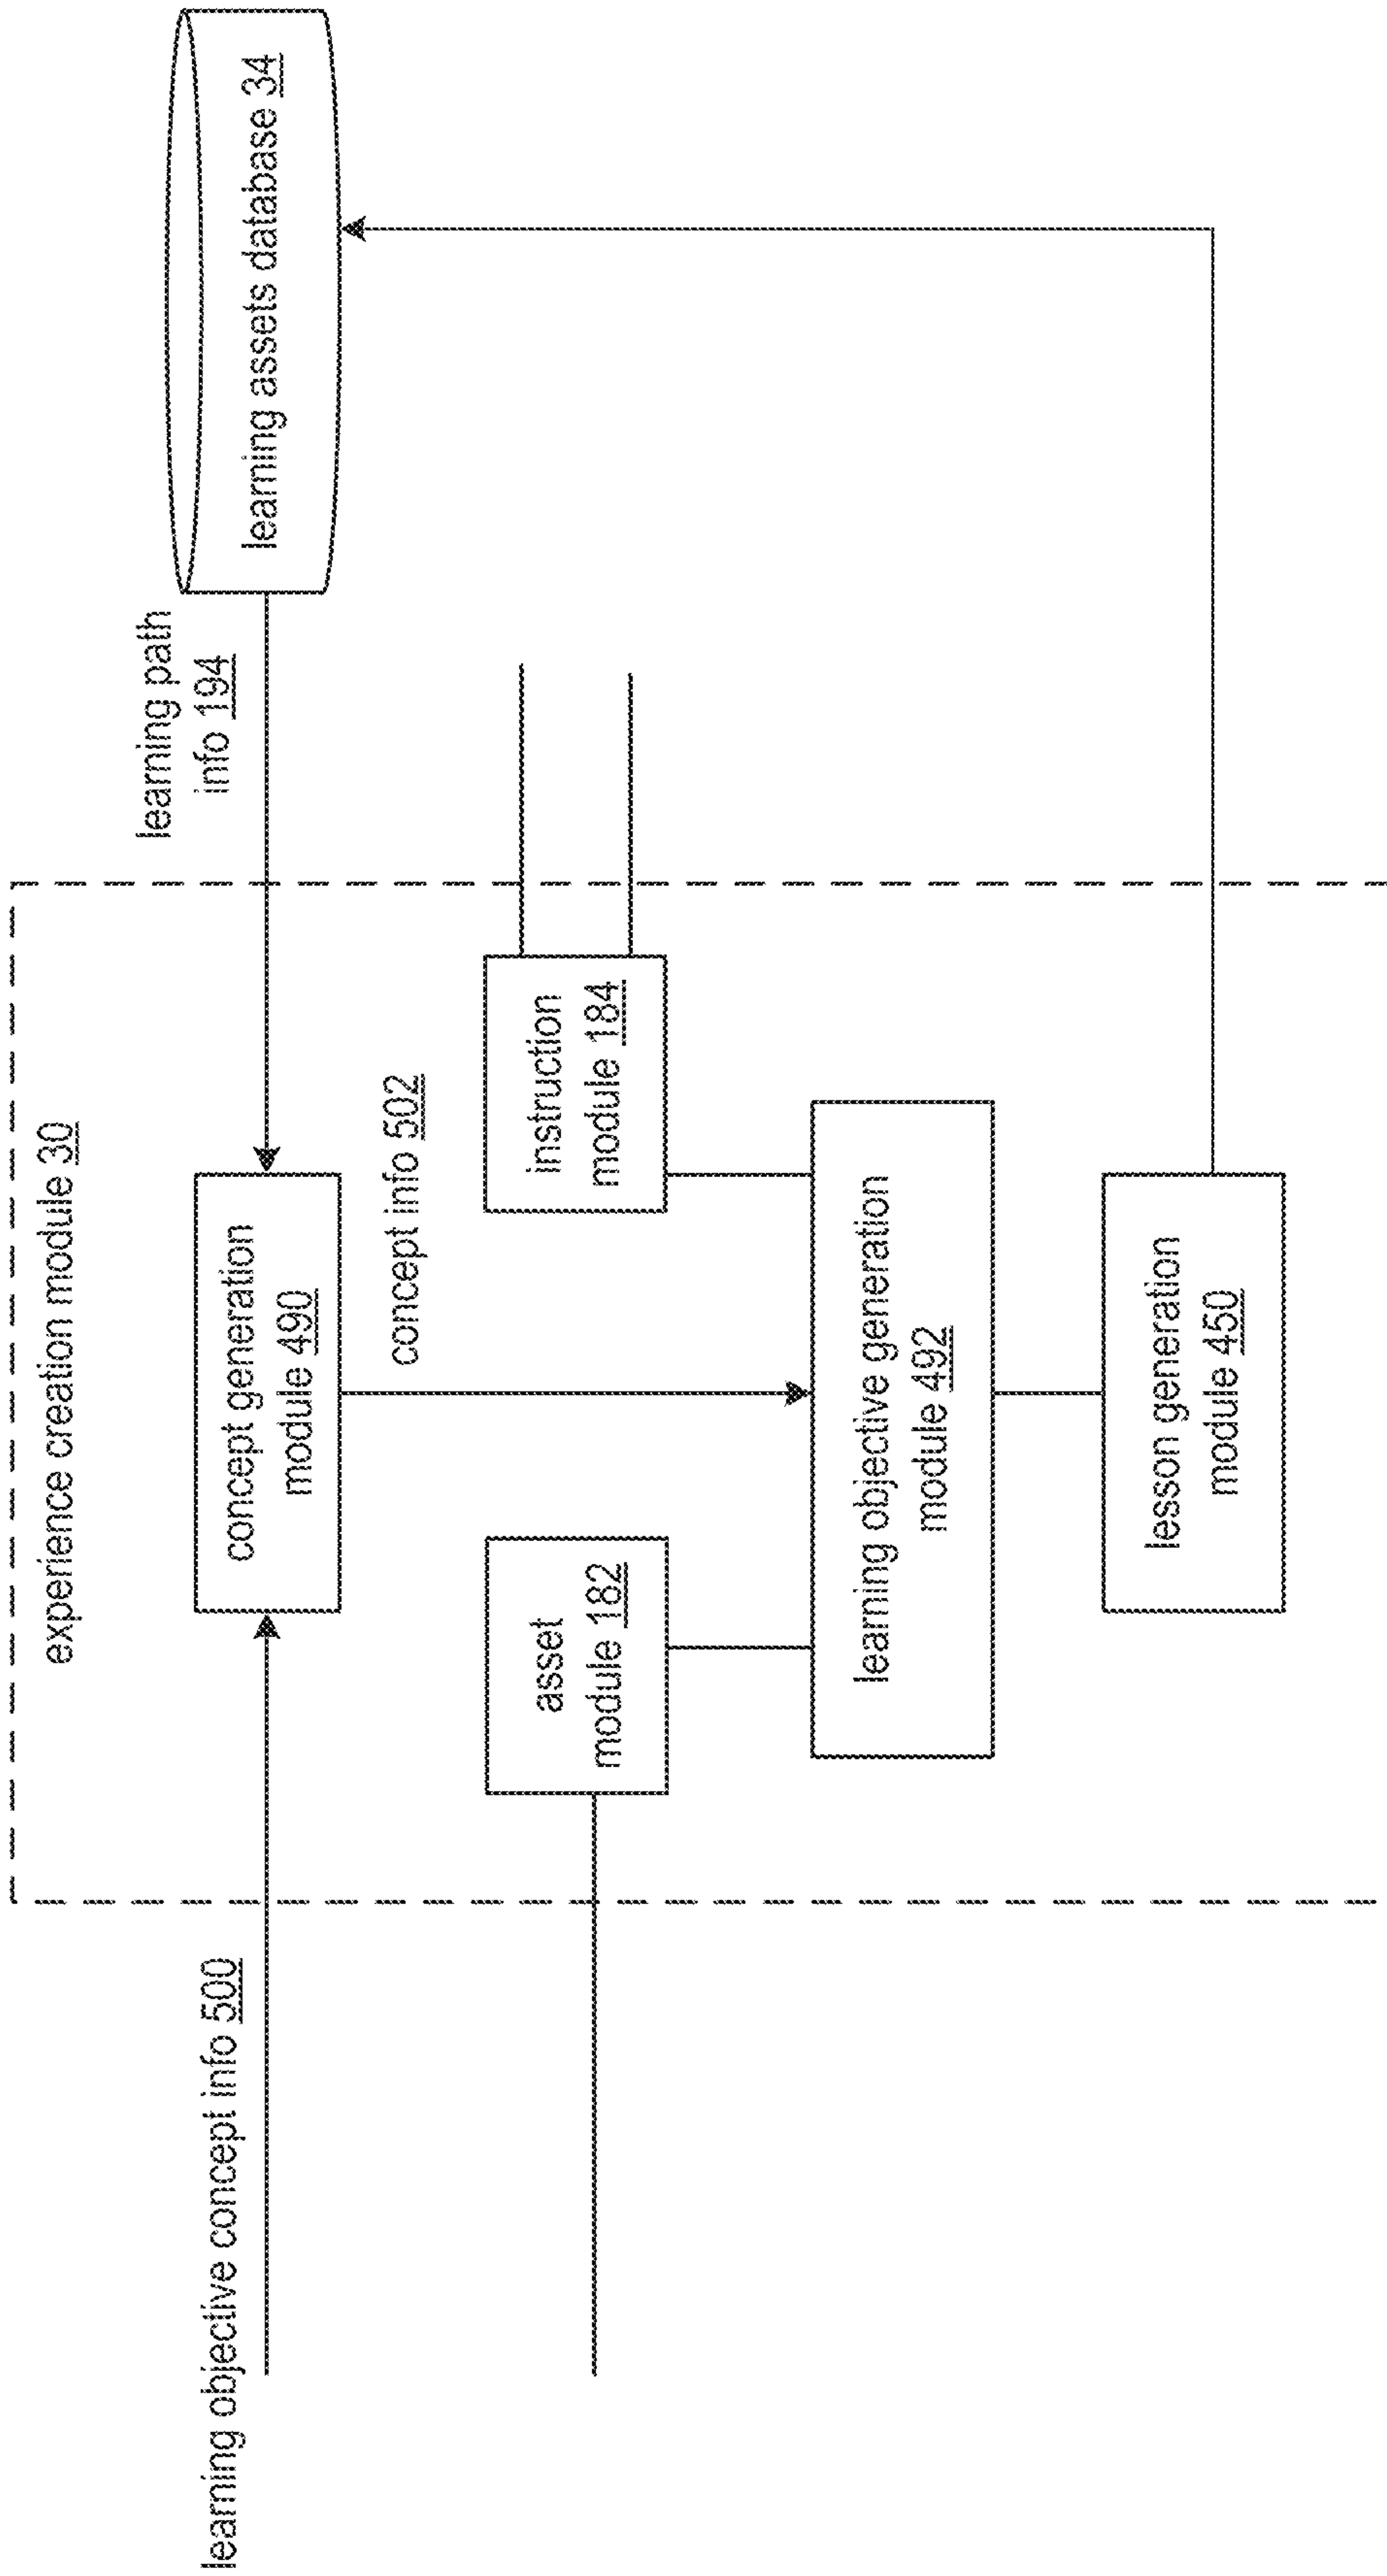 experience creation module 30
learning objective concept info 500
concept generation
module 490
learning path
info 194
learning assets database 34
concept info 502
asset
module 182
instruction
module 184
learning objective generation
module 492
lesson generation
module 450